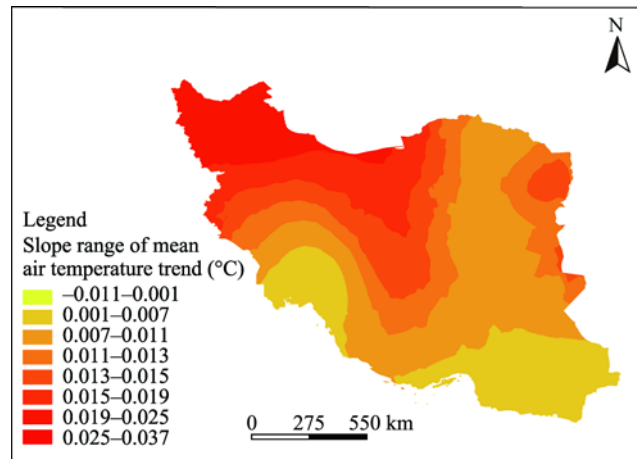 N
Legend
Slope range of mean
air temperature trend (°C)
−0.011–0.001
0.001–0.007
0.007–0.011
0.011–0.013
0.013–0.015
0.015–0.019
0.019–0.025
0.025–0.037
0 275 550 km